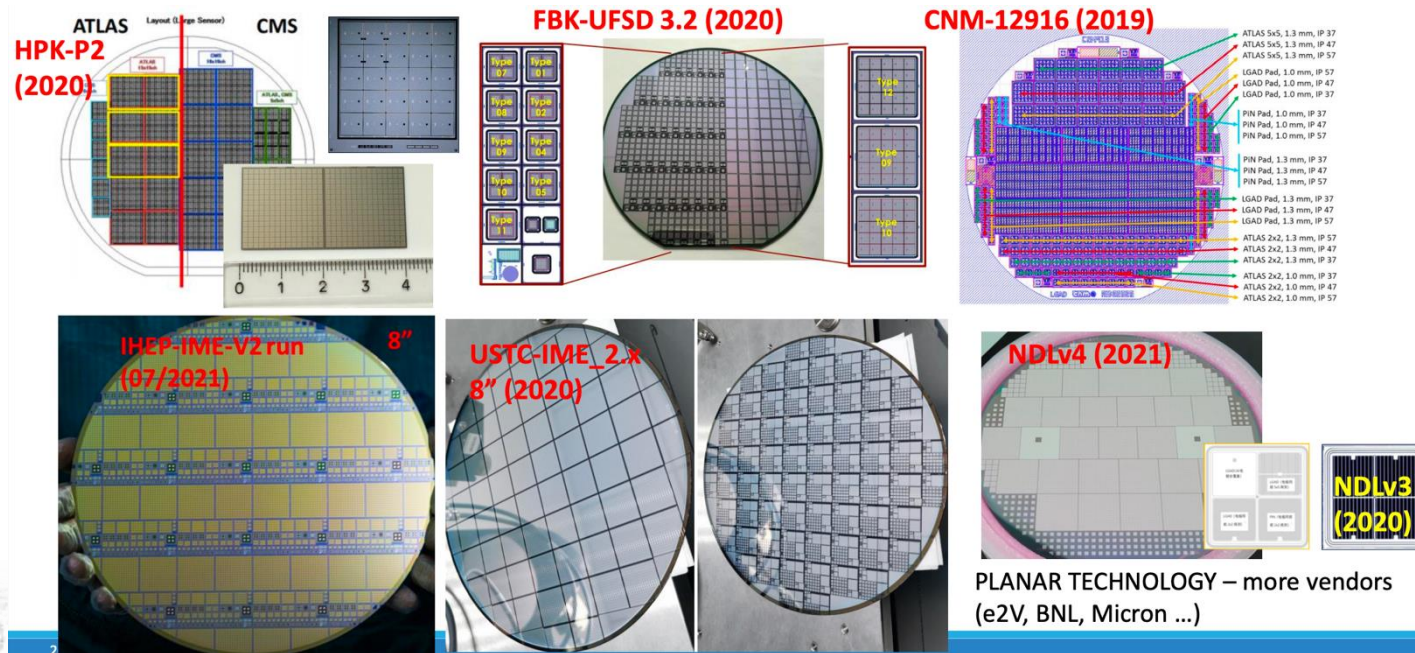 ATLAS
Layout (Large Sensor)
CMS
HPK-P2
(2020)
ATLAS
CMS
ATLAS, CMS
0 1 2 3 4
FBK-UFSD 3.2 (2020)
Type
07
Type
01
Type
08
Type
02
Type
09
Type
04
Type
10
Type
05
Type
11
Type
12
Type
09
Type
10
CNM-12916 (2019)
ATLAS 5x5, 1.3 mm, IP 37
ATLAS 5x5, 1.3 mm, IP 47
ATLAS 5x5, 1.3 mm, IP 57
LGAD Pad, 1.0 mm, IP 57
LGAD Pad, 1.0 mm, IP 47
LGAD Pad, 1.0 mm, IP 37
PiN Pad, 1.0 mm, IP 37
PiN Pad, 1.0 mm, IP 47
PiN Pad, 1.0 mm, IP 57
PiN Pad, 1.3 mm, IP 37
PiN Pad, 1.3 mm, IP 47
PiN Pad, 1.3 mm, IP 57
LGAD Pad, 1.3 mm, IP 37
LGAD Pad, 1.3 mm, IP 47
LGAD Pad, 1.3 mm, IP 57
ATLAS 2x2, 1.3 mm, IP 57
ATLAS 2x2, 1.3 mm, IP 47
ATLAS 2x2, 1.3 mm, IP 37
ATLAS 2x2, 1.0 mm, IP 37
ATLAS 2x2, 1.0 mm, IP 47
ATLAS 2x2, 1.0 mm, IP 57
LGAD
IHEP-IME-V2 run
(07/2021)
8”
USTC-IME_2.x
8” (2020)
NDLv4 (2021)
NDLv3
(2020)
PLANAR TECHNOLOGY – more vendors
(e2V, BNL, Micron ...)
2